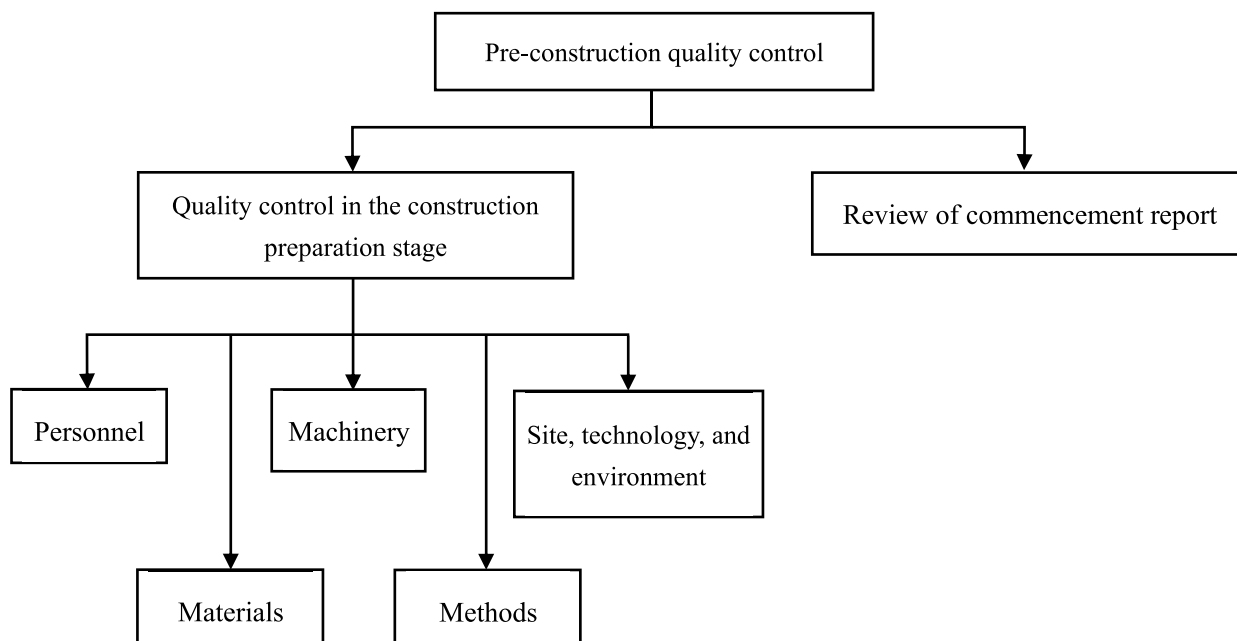 Pre-construction quality control
Quality control in the construction
preparation stage
Review of commencement report
Personnel
Machinery
Site, technology, and
environment
Materials
Methods